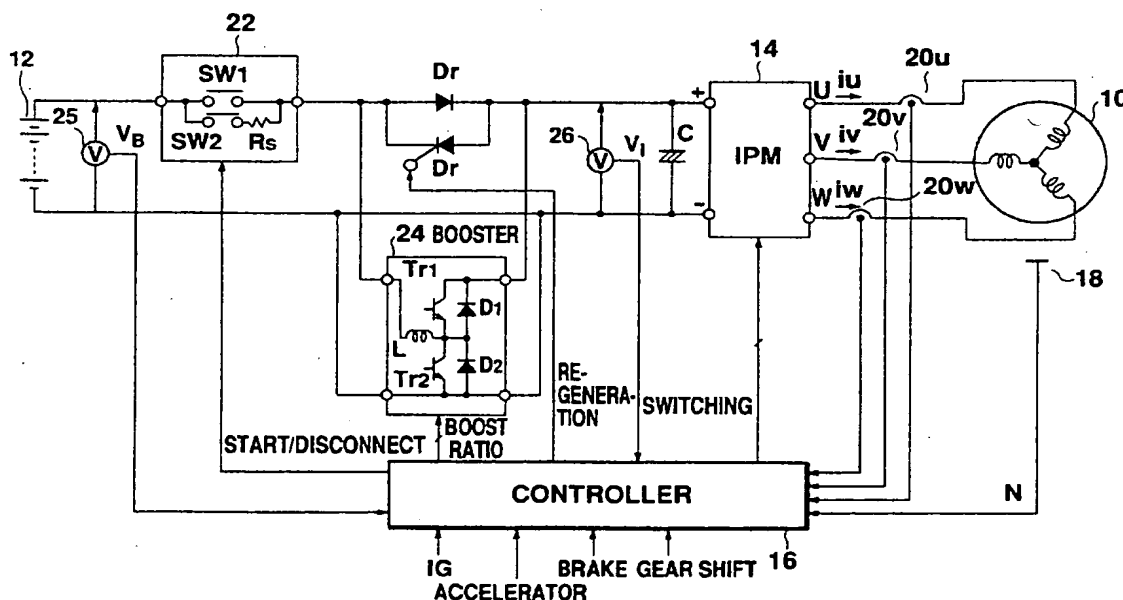 22
12
SW1
SW2
Rs
25
V
VB
Dr
Dr
26
V
VI
C
+
-
14
IPM
U
iu
V
iv
W
iw
20u
20v
20w
10
18
24 BOOSTER
Tr1
D1
L
Tr2
D2
RE-
GENERA-
TION
SWITCHING
START/DISCONNECT
BOOST
RATIO
CONTROLLER
N
16
IG
ACCELERATOR
BRAKE
GEAR SHIFT